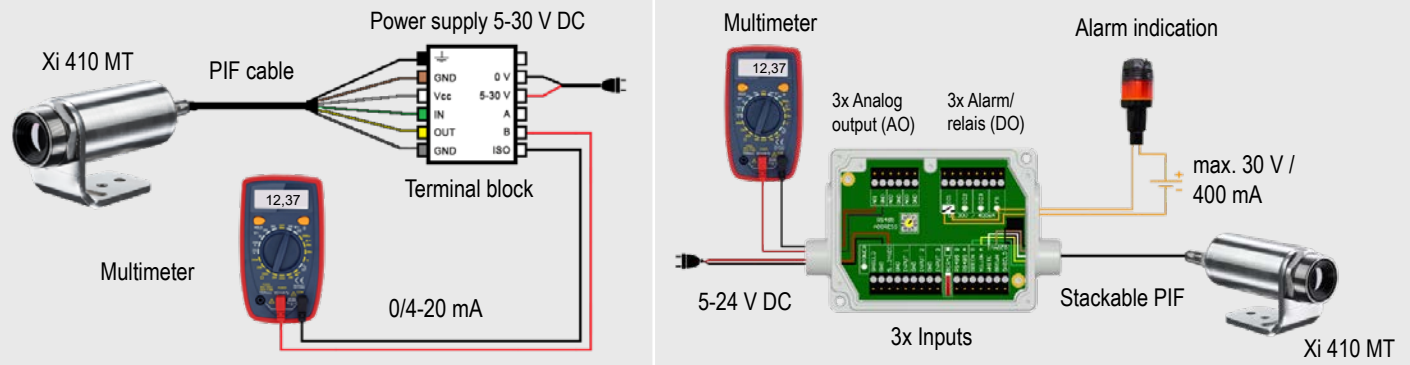 Power supply 5-30 V DC
Xi 410 MT
PIF cable
GND
Vcc
IN
OUT
GND
0 V
5-30 V
A
B
ISO
Terminal block
12,37
Multimeter
0/4-20 mA
Multimeter
Alarm indication
12,37
3x Analog
output (AO)
3x Alarm/
relais (DO)
max. 30 V /
400 mA
RS485
ADDRESS
5-24 V DC
3x Inputs
Stackable PIF
Xi 410 MT